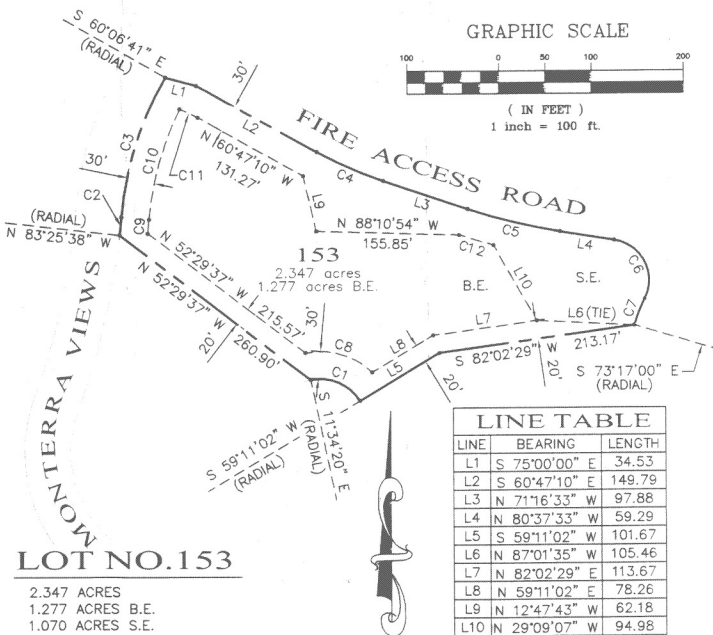 GRAPHIC SCALE
100 0 50 100 200
( IN FEET )
1 inch = 100 ft.
S 60°06'41" E
(RADIAL)
L1
30'
L2
FIRE ACCESS ROAD
C3
C10
C11
N 60°47'10" W
131.27'
C4
L3
30'
L9
C5
L4
C2
(RADIAL)
N 83°25'38" W
C9
N 88°10'54" W
155.85'
C12
C6
153
2.347 acres
1.277 acres B.E.
B.E.
L10
S.E.
N 52°29'37" W
215.57'
30'
N 52°29'37" W
260.90'
20'
C8
L8
L7
L6(TIE)
C7
C1
L5
S 82°02'29" W
213.17'
20'
20'
S 73°17'00" E
(RADIAL)
S 59°11'02" W
(RADIAL)
S 11°34'20" E
(RADIAL)
MONTERRA VIEWS
LINE TABLE
LINE BEARING LENGTH
L1 S 75°00'00" E 34.53
L2 S 60°47'10" E 149.79
L3 N 71°16'33" W 97.88
L4 N 80°37'33" W 59.29
L5 S 59°11'02" W 101.67
L6 N 87°01'35" W 105.46
L7 N 82°02'29" E 113.67
L8 N 59°11'02" E 78.26
L9 N 12°47'43" W 62.18
L10 N 29°09'07" W 94.98
LOT NO.153
2.347 ACRES
1.277 ACRES B.E.
1.070 ACRES S.E.